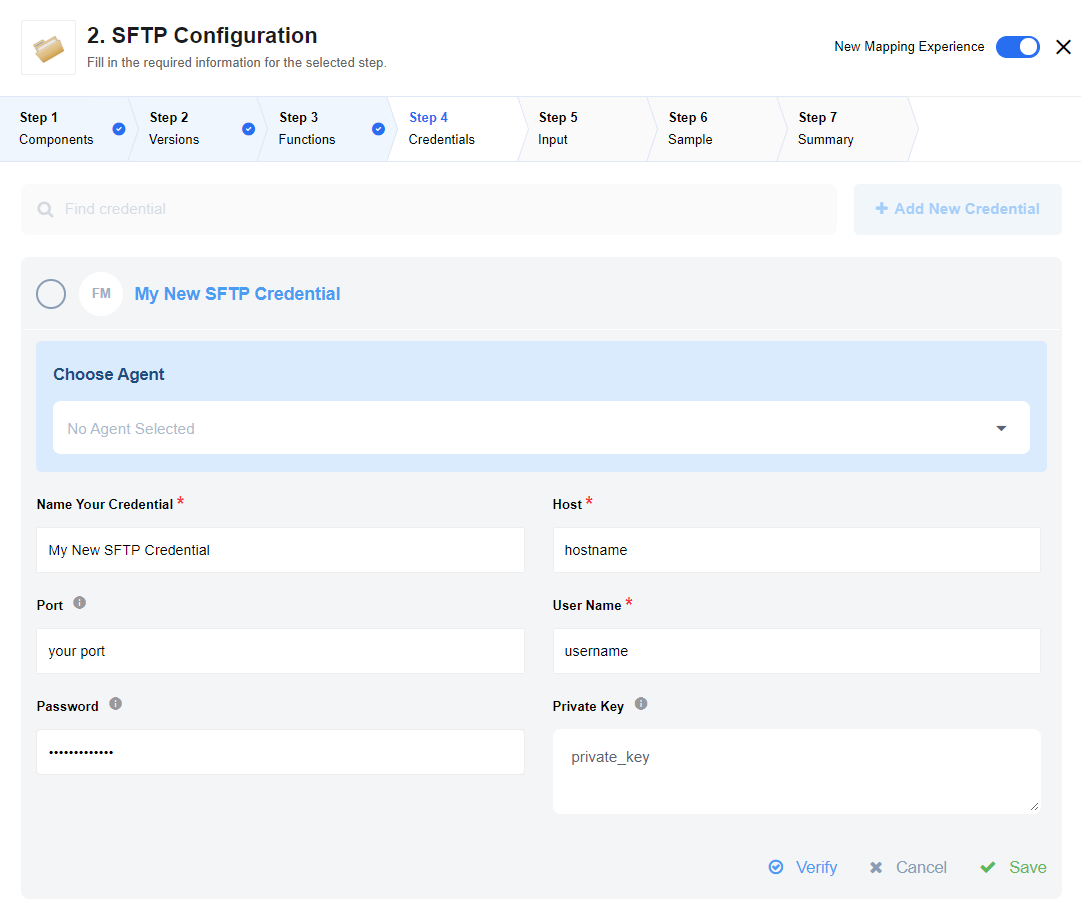 2. SFTP Configuration
Fill in the required information for the selected step.
New Mapping Experience
Step 1
Components
Step 2
Versions
Step 3
Functions
Step 4
Credentials
Step 5
Input
Step 6
Sample
Step 7
Summary
Find credential
+ Add New Credential
FM
My New SFTP Credential
Choose Agent
No Agent Selected
Name Your Credential *
Host *
My New SFTP Credential
hostname
Port
User Name *
your port
username
Password
Private Key
•••••••••••••
private_key
Verify
Cancel
Save